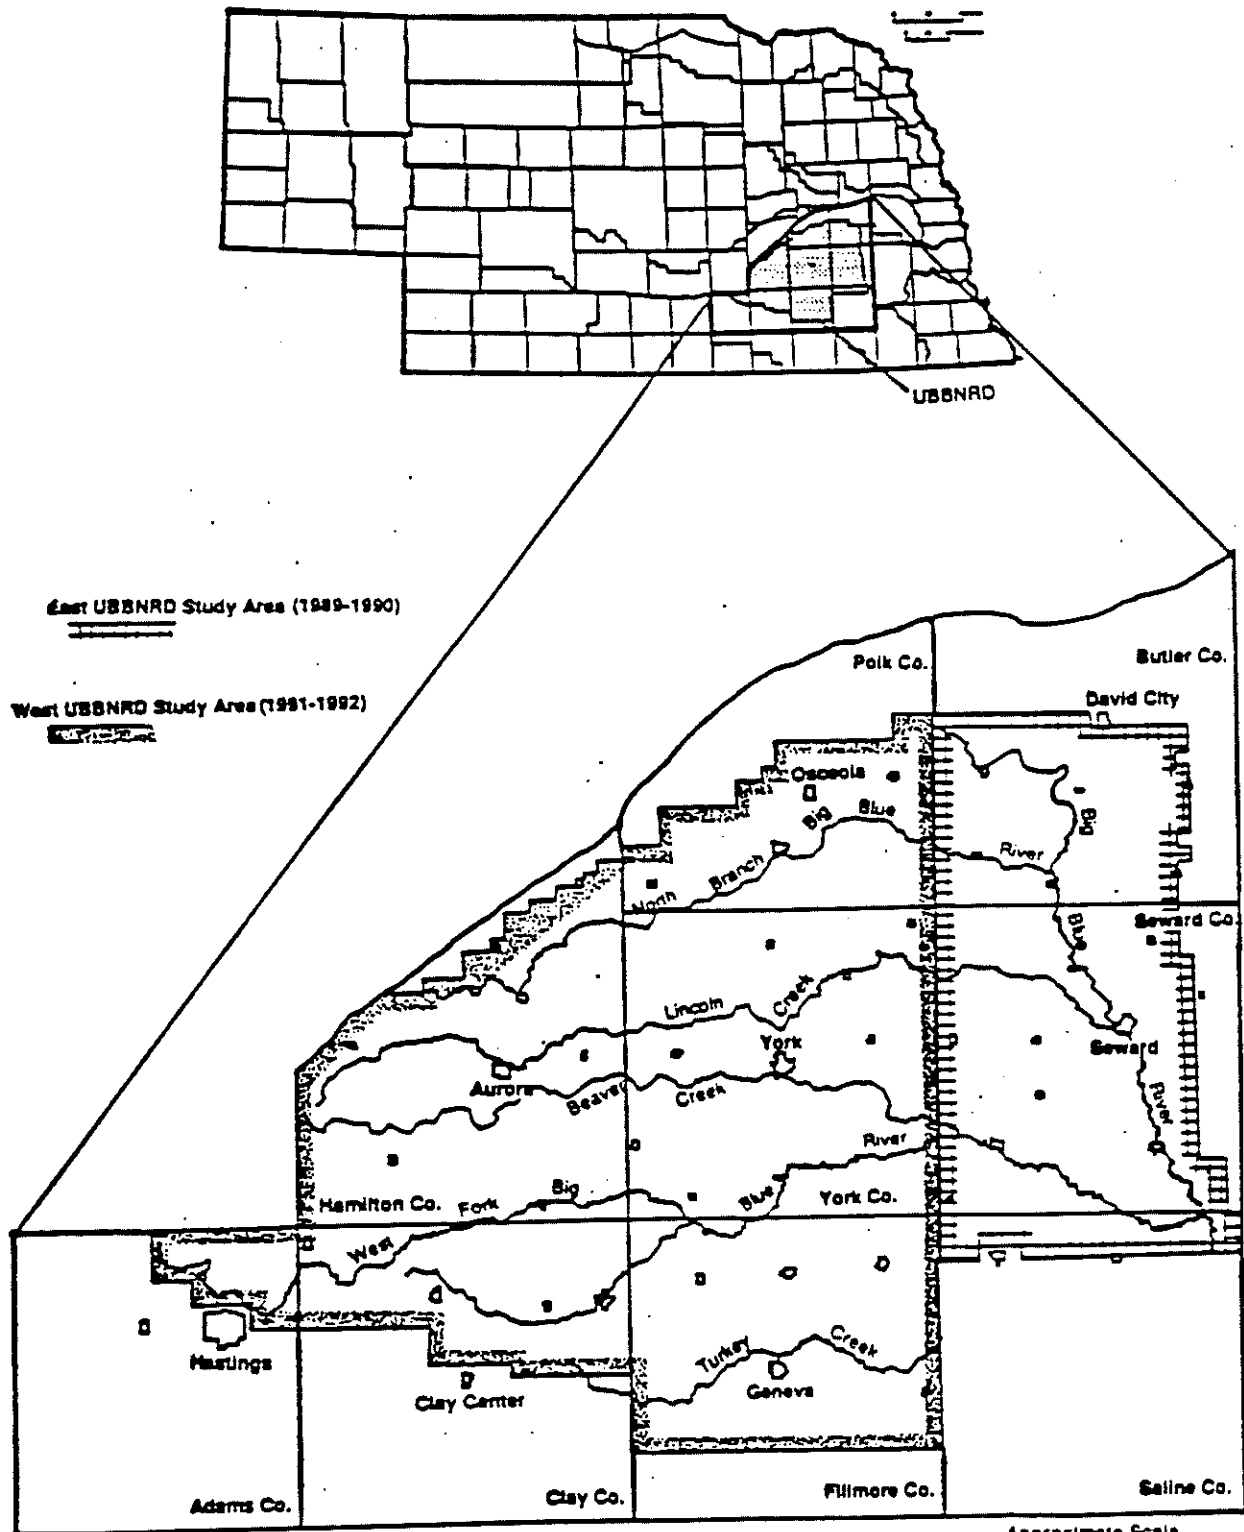 UBBNRD
East UBBNRD Study Area (1989-1990)
West UBBNRD Study Area (1991-1992)
Polk Co.
Butler Co.
David City
Osceola
Big
Blue
Big
River
Branch
North
Blue
Seward Co.
Lincoln
Creek
York
Seward
Aurora
Beaver
Creek
River
River
Hamilton Co.
Fork
Big
Blue
York Co.
West
Hastings
Turkey
Creek
Geneva
Clay Center
Adams Co.
Clay Co.
Fillmore Co.
Saline Co.
Approximate Scale